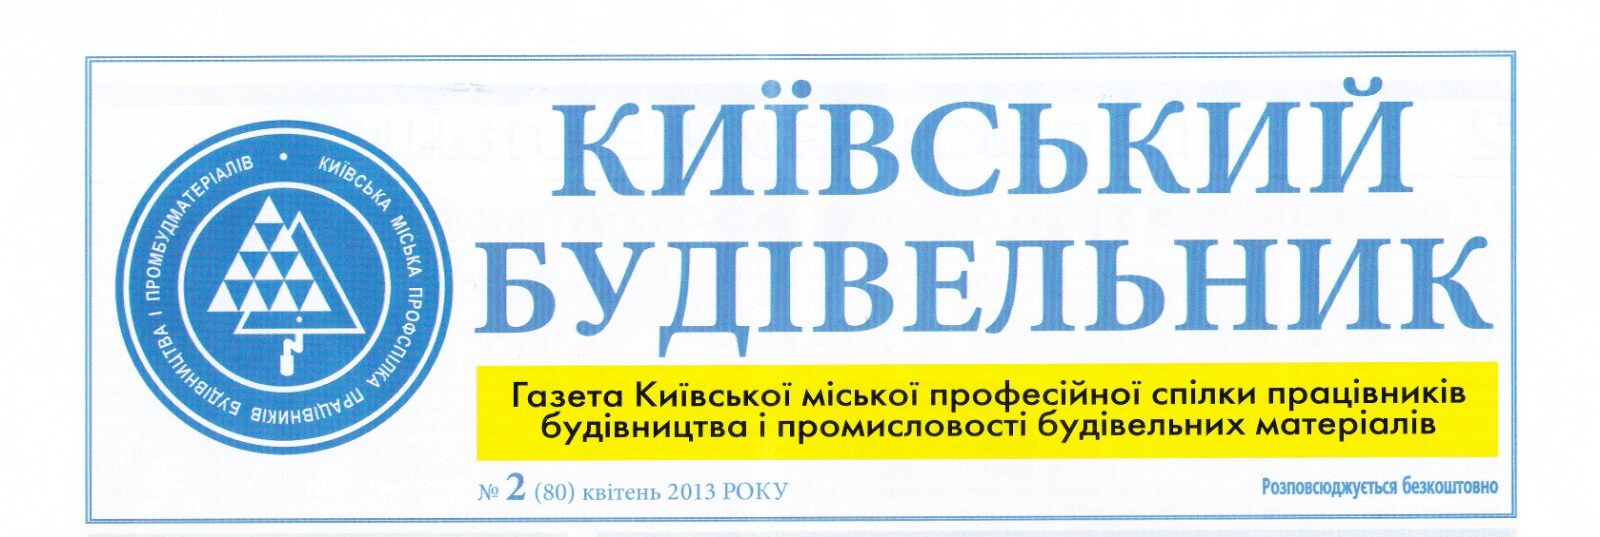 КИЇВСЬКА МІСЬКА ПРОФСПІЛКА ПРАЦІВНИКІВ БУДІВНИЦТВА І ПРОМБУДМАТЕРІАЛІВ •
КИЇВСЬКИЙ
БУДІВЕЛЬНИК
Газета Київської міської професійної спілки працівників
будівництва і промисловості будівельних матеріалів
№ 2 (80) квітень 2013 РОКУ
Розповсюджується безкоштовно